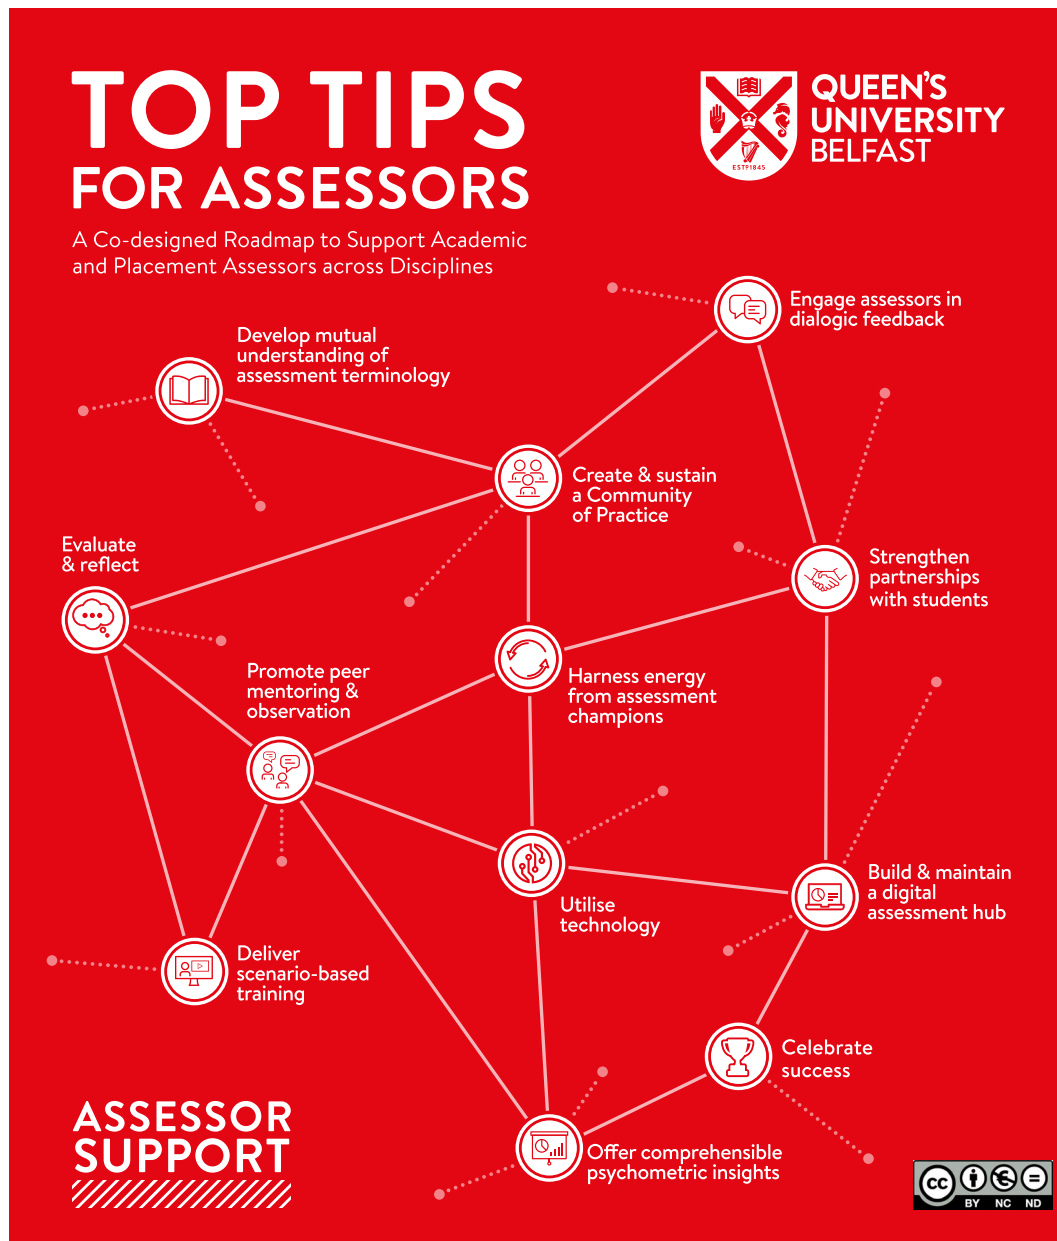 TOP TIPS
FOR ASSESSORS
A Co-designed Roadmap to Support Academic
and Placement Assessors across Disciplines
QUEEN'S
UNIVERSITY
BELFAST
ESTD 1845
Engage assessors in
dialogic feedback
Develop mutual
understanding of
assessment terminology
Create & sustain
a Community
of Practice
Evaluate
& reflect
Strengthen
partnerships
with students
Promote peer
mentoring &
observation
Harness energy
from assessment
champions
Utilise
technology
Build & maintain
a digital
assessment hub
Deliver
scenario-based
training
Celebrate
success
Offer comprehensible
psychometric insights
ASSESSOR
SUPPORT
cc
BY NC ND